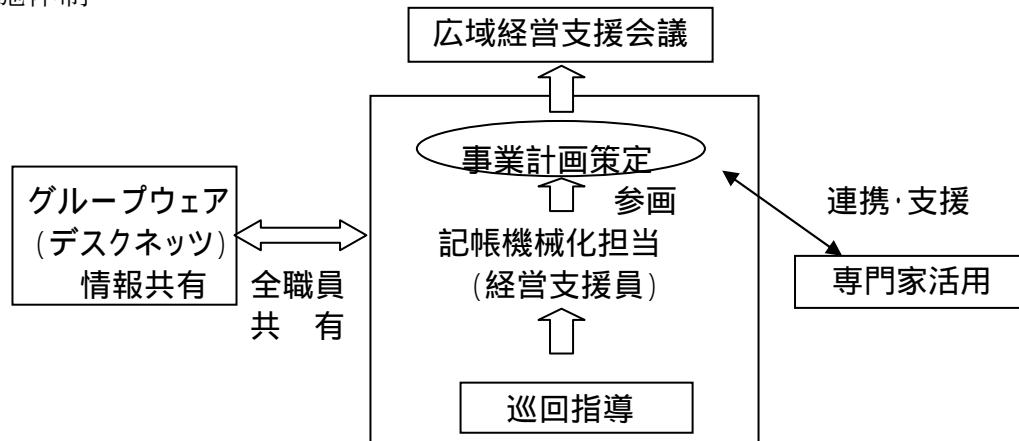 広域経営支援会議
事業計画策定
参画
記帳機械化担当
(経営支援員)
巡回指導
グループウェア
(デスクネッツ)
情報共有
全職員
共　有
連携・支援
専門家活用